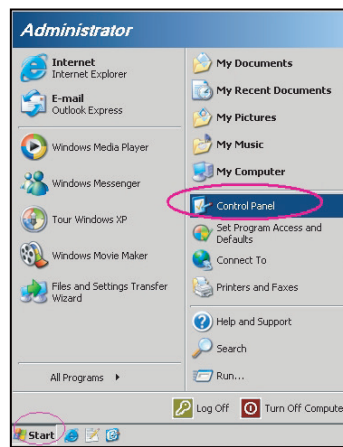 Administrator
Internet
Internet Explorer
E-mail
Outlook Express
Windows Media Player
Windows Messenger
Tour Windows XP
Windows Movie Maker
Files and Settings Transfer
Wizard
All Programs
My Documents
My Recent Documents
My Pictures
My Music
My Computer
Control Panel
Set Program Access and
Defaults
Connect To
Printers and Faxes
Help and Support
Search
Run...
Log Off
Turn Off Compute
Start